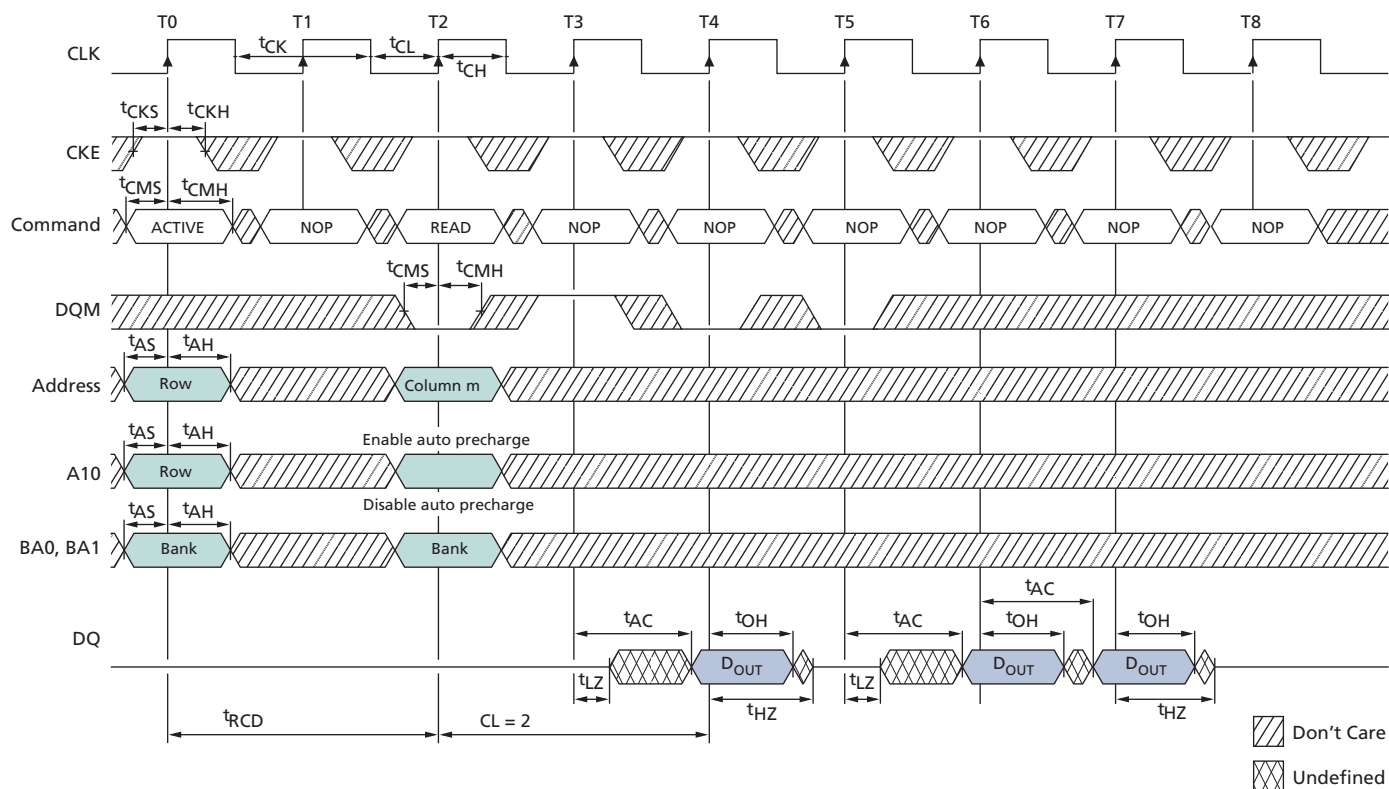 T0 T1 T2 T3 T4 T5 T6 T7 T8
CLK
tCK tCL
tCH
tCKS tCKH
CKE
tCMS tCMH
Command ACTIVE NOP READ NOP NOP NOP NOP NOP NOP
tCMS tCMH
DQM
tAS tAH
Address Row Column m
tAS tAH Enable auto precharge
A10 Row
Disable auto precharge
tAS tAH
BA0, BA1 Bank Bank
tAC
tAC tOH tAC tOH tOH
DQ
DOUT DOUT DOUT
tLZ tLZ
tHZ tHZ
tRCD CL = 2
Don't Care
Undefined